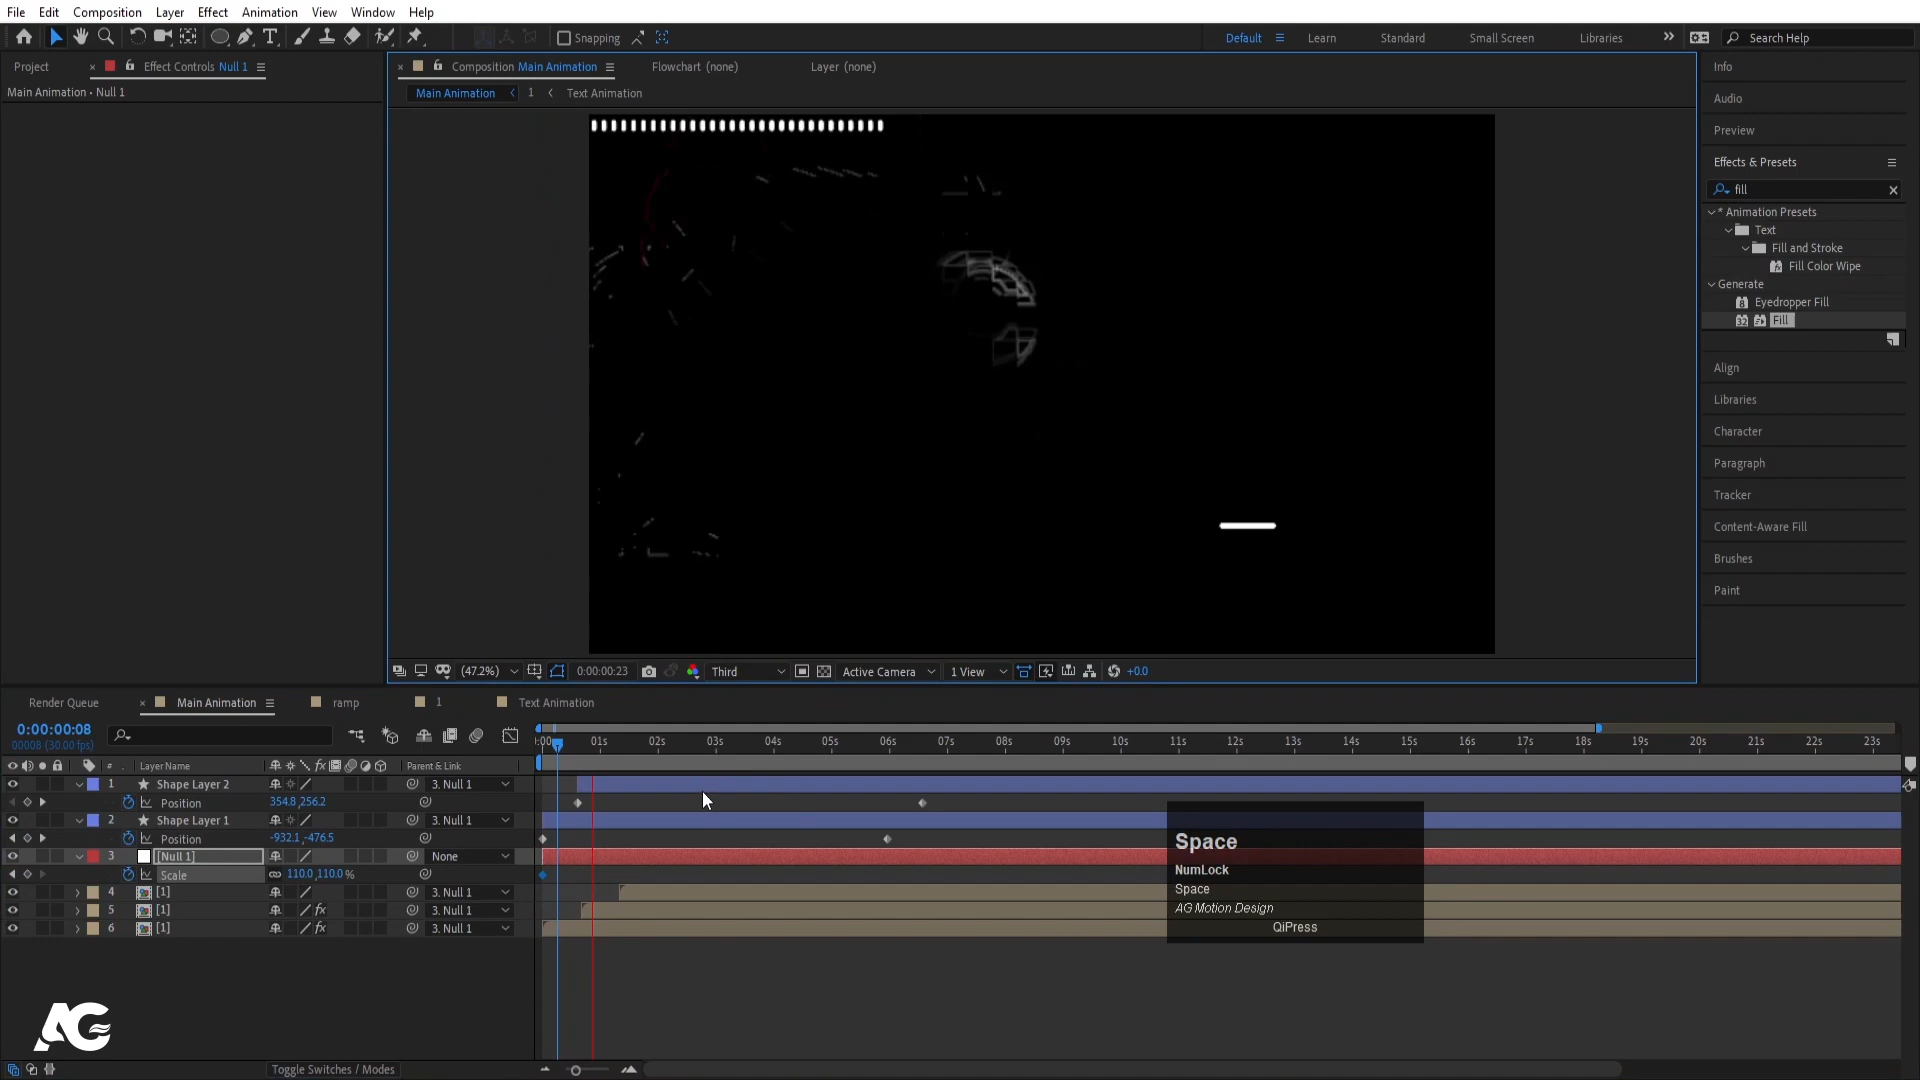 File Edit Composition Layer Effect Animation View Window Help
Snapping Default Learn Standard Small Screen Libraries Search Help
Project Effect Controls Null 1
Main Animation • Null 1
Composition Main Animation Flowchart (none) Layer (none)
Main Animation 1 Text Animation
Info
Audio
Preview
Effects & Presets
fill
* Animation Presets
Text
Fill and Stroke
Fill Color Wipe
Generate
Eyedropper Fill
Fill
Align
Libraries
Character
Paragraph
Tracker
Content-Aware Fill
Brushes
Paint
(47.2%) 0:00:00:23 Third Active Camera 1 View +0.0
Render Queue Main Animation ramp 1 Text Animation
0:00:00:08
00008 (30.00 fps)
:00 01s 02s 03s 04s 05s 06s 07s 08s 09s 10s 11s 12s 13s 14s 15s 16s 17s 18s 19s 20s 21s 22s 23s
# Layer Name fx Parent & Link
1 Shape Layer 2 3. Null 1
Position 354.8,256.2
2 Shape Layer 1 3. Null 1
Position -932.1,-476.5
3 [Null 1] None
Scale 110.0,110.0%
4 [1] 3. Null 1
5 [1] fx 3. Null 1
6 [1] fx 3. Null 1
Space
NumLock
Space
AG Motion Design
QiPress
AG
Toggle Switches / Modes